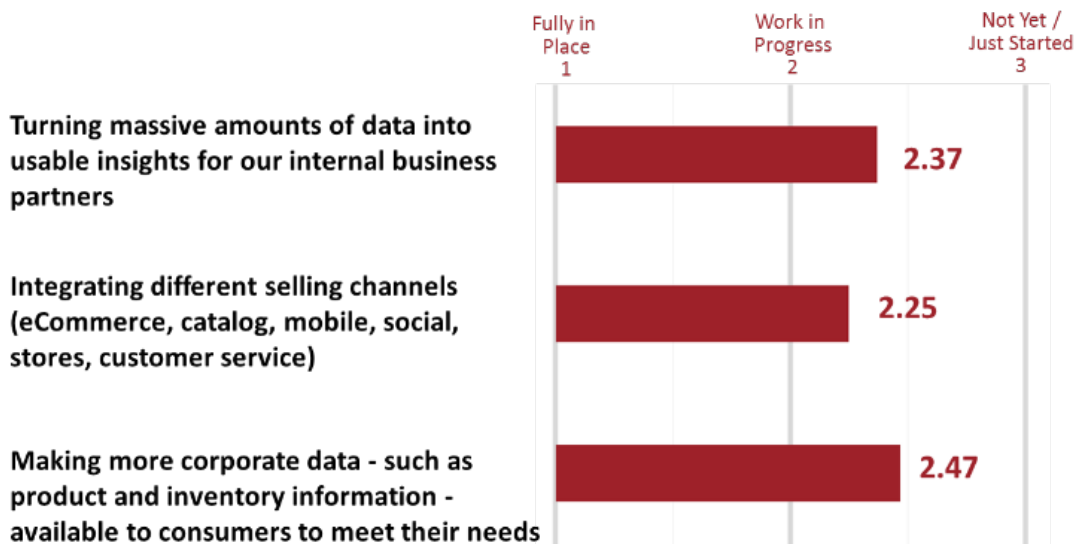 Fully in
Place
1
Work in
Progress
2
Not Yet /
Just Started
3
Turning massive amounts of data into
usable insights for our internal business
partners
2.37
Integrating different selling channels
(eCommerce, catalog, mobile, social,
stores, customer service)
2.25
Making more corporate data - such as
product and inventory information -
available to consumers to meet their needs
2.47